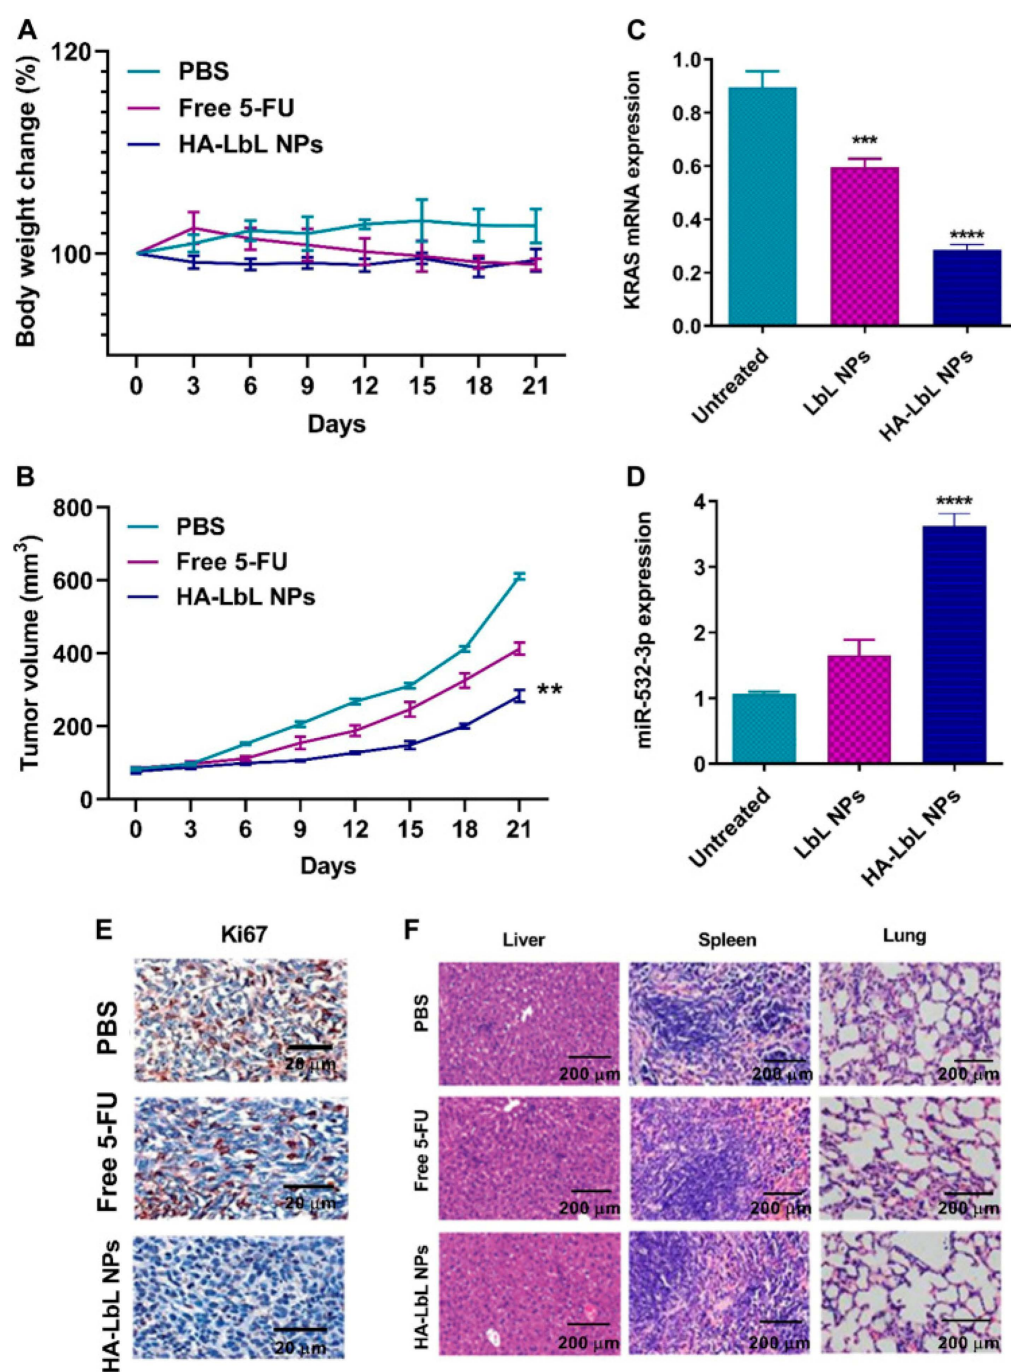 A
Body weight change (%)
120
100
PBS
Free 5-FU
HA-LbL NPs
0 3 6 9 12 15 18 21
Days
B
Tumor volume (mm³)
800
600
400
200
0
PBS
Free 5-FU
HA-LbL NPs
**
0 3 6 9 12 15 18 21
Days
C
KRAS mRNA expression
1.0
0.8
0.6
0.4
0.2
0.0
***
****
Untreated
LbL NPs
HA-LbL NPs
D
miR-532-3p expression
4
3
2
1
0
****
Untreated
LbL NPs
HA-LbL NPs
E
Ki67
PBS
20 μm
Free 5-FU
20 μm
HA-LbL NPs
20 μm
F
Liver Spleen Lung
PBS
200 μm 200 μm 200 μm
Free 5-FU
200 μm 200 μm 200 μm
HA-LbL NPs
200 μm 200 μm 200 μm